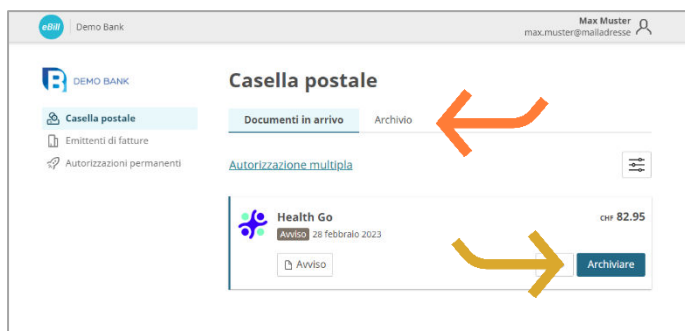 eBill Demo Bank
Max Muster
max.muster@mailadresse
DEMO BANK
Casella postale
Emittenti di fatture
Autorizzazioni permanenti
Casella postale
Documenti in arrivo Archivio
Autorizzazione multipla
Health Go
Avviso 28 febbraio 2023
CHF 82.95
Avviso
Archiviare